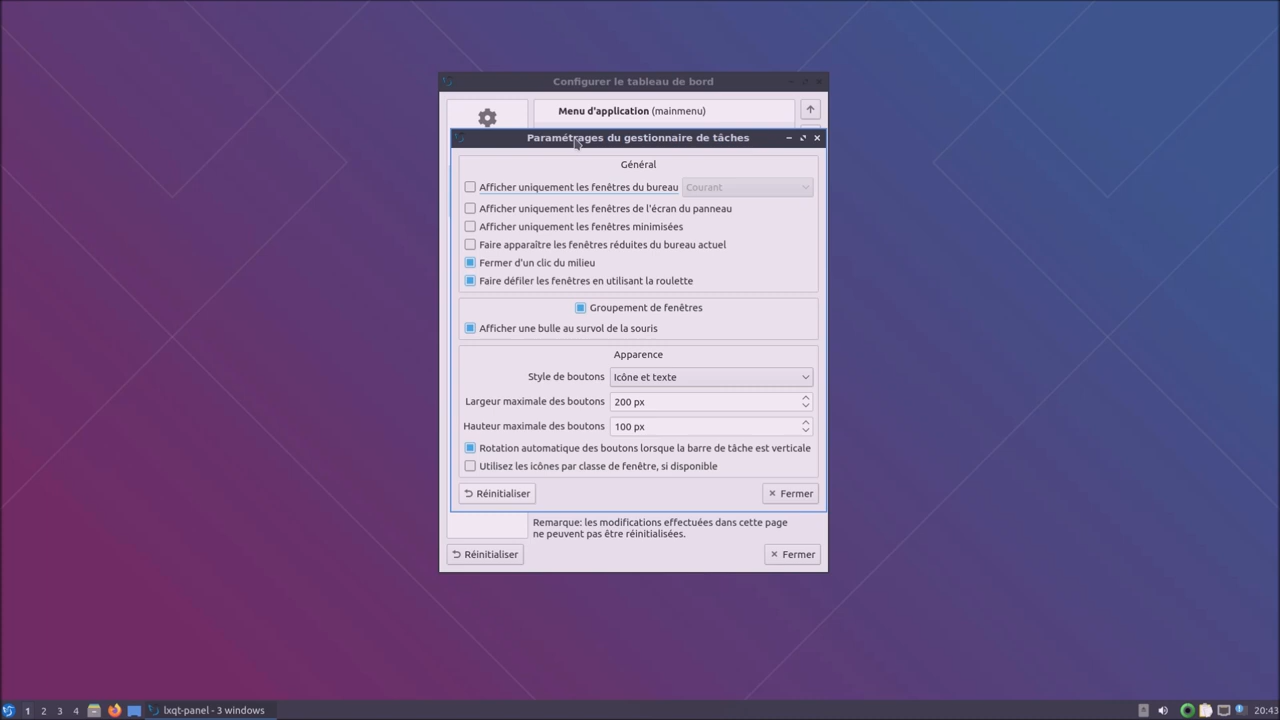 Configurer le tableau de bord
Menu d'application (mainmenu)
Paramétrages du gestionnaire de tâches
Général
Afficher uniquement les fenêtres du bureau Courant
Afficher uniquement les fenêtres de l'écran du panneau
Afficher uniquement les fenêtres minimisées
Faire apparaître les fenêtres réduites du bureau actuel
Fermer d'un clic du milieu
Faire défiler les fenêtres en utilisant la roulette
Groupement de fenêtres
Afficher une bulle au survol de la souris
Apparence
Style de boutons Icône et texte
Largeur maximale des boutons 200 px
Hauteur maximale des boutons 100 px
Rotation automatique des boutons lorsque la barre de tâche est verticale
Utilisez les icônes par classe de fenêtre, si disponible
Réinitialiser Fermer
Remarque: les modifications effectuées dans cette page
ne peuvent pas être réinitialisées.
Réinitialiser Fermer
1 2 3 4 lxqt-panel - 3 windows 20:43